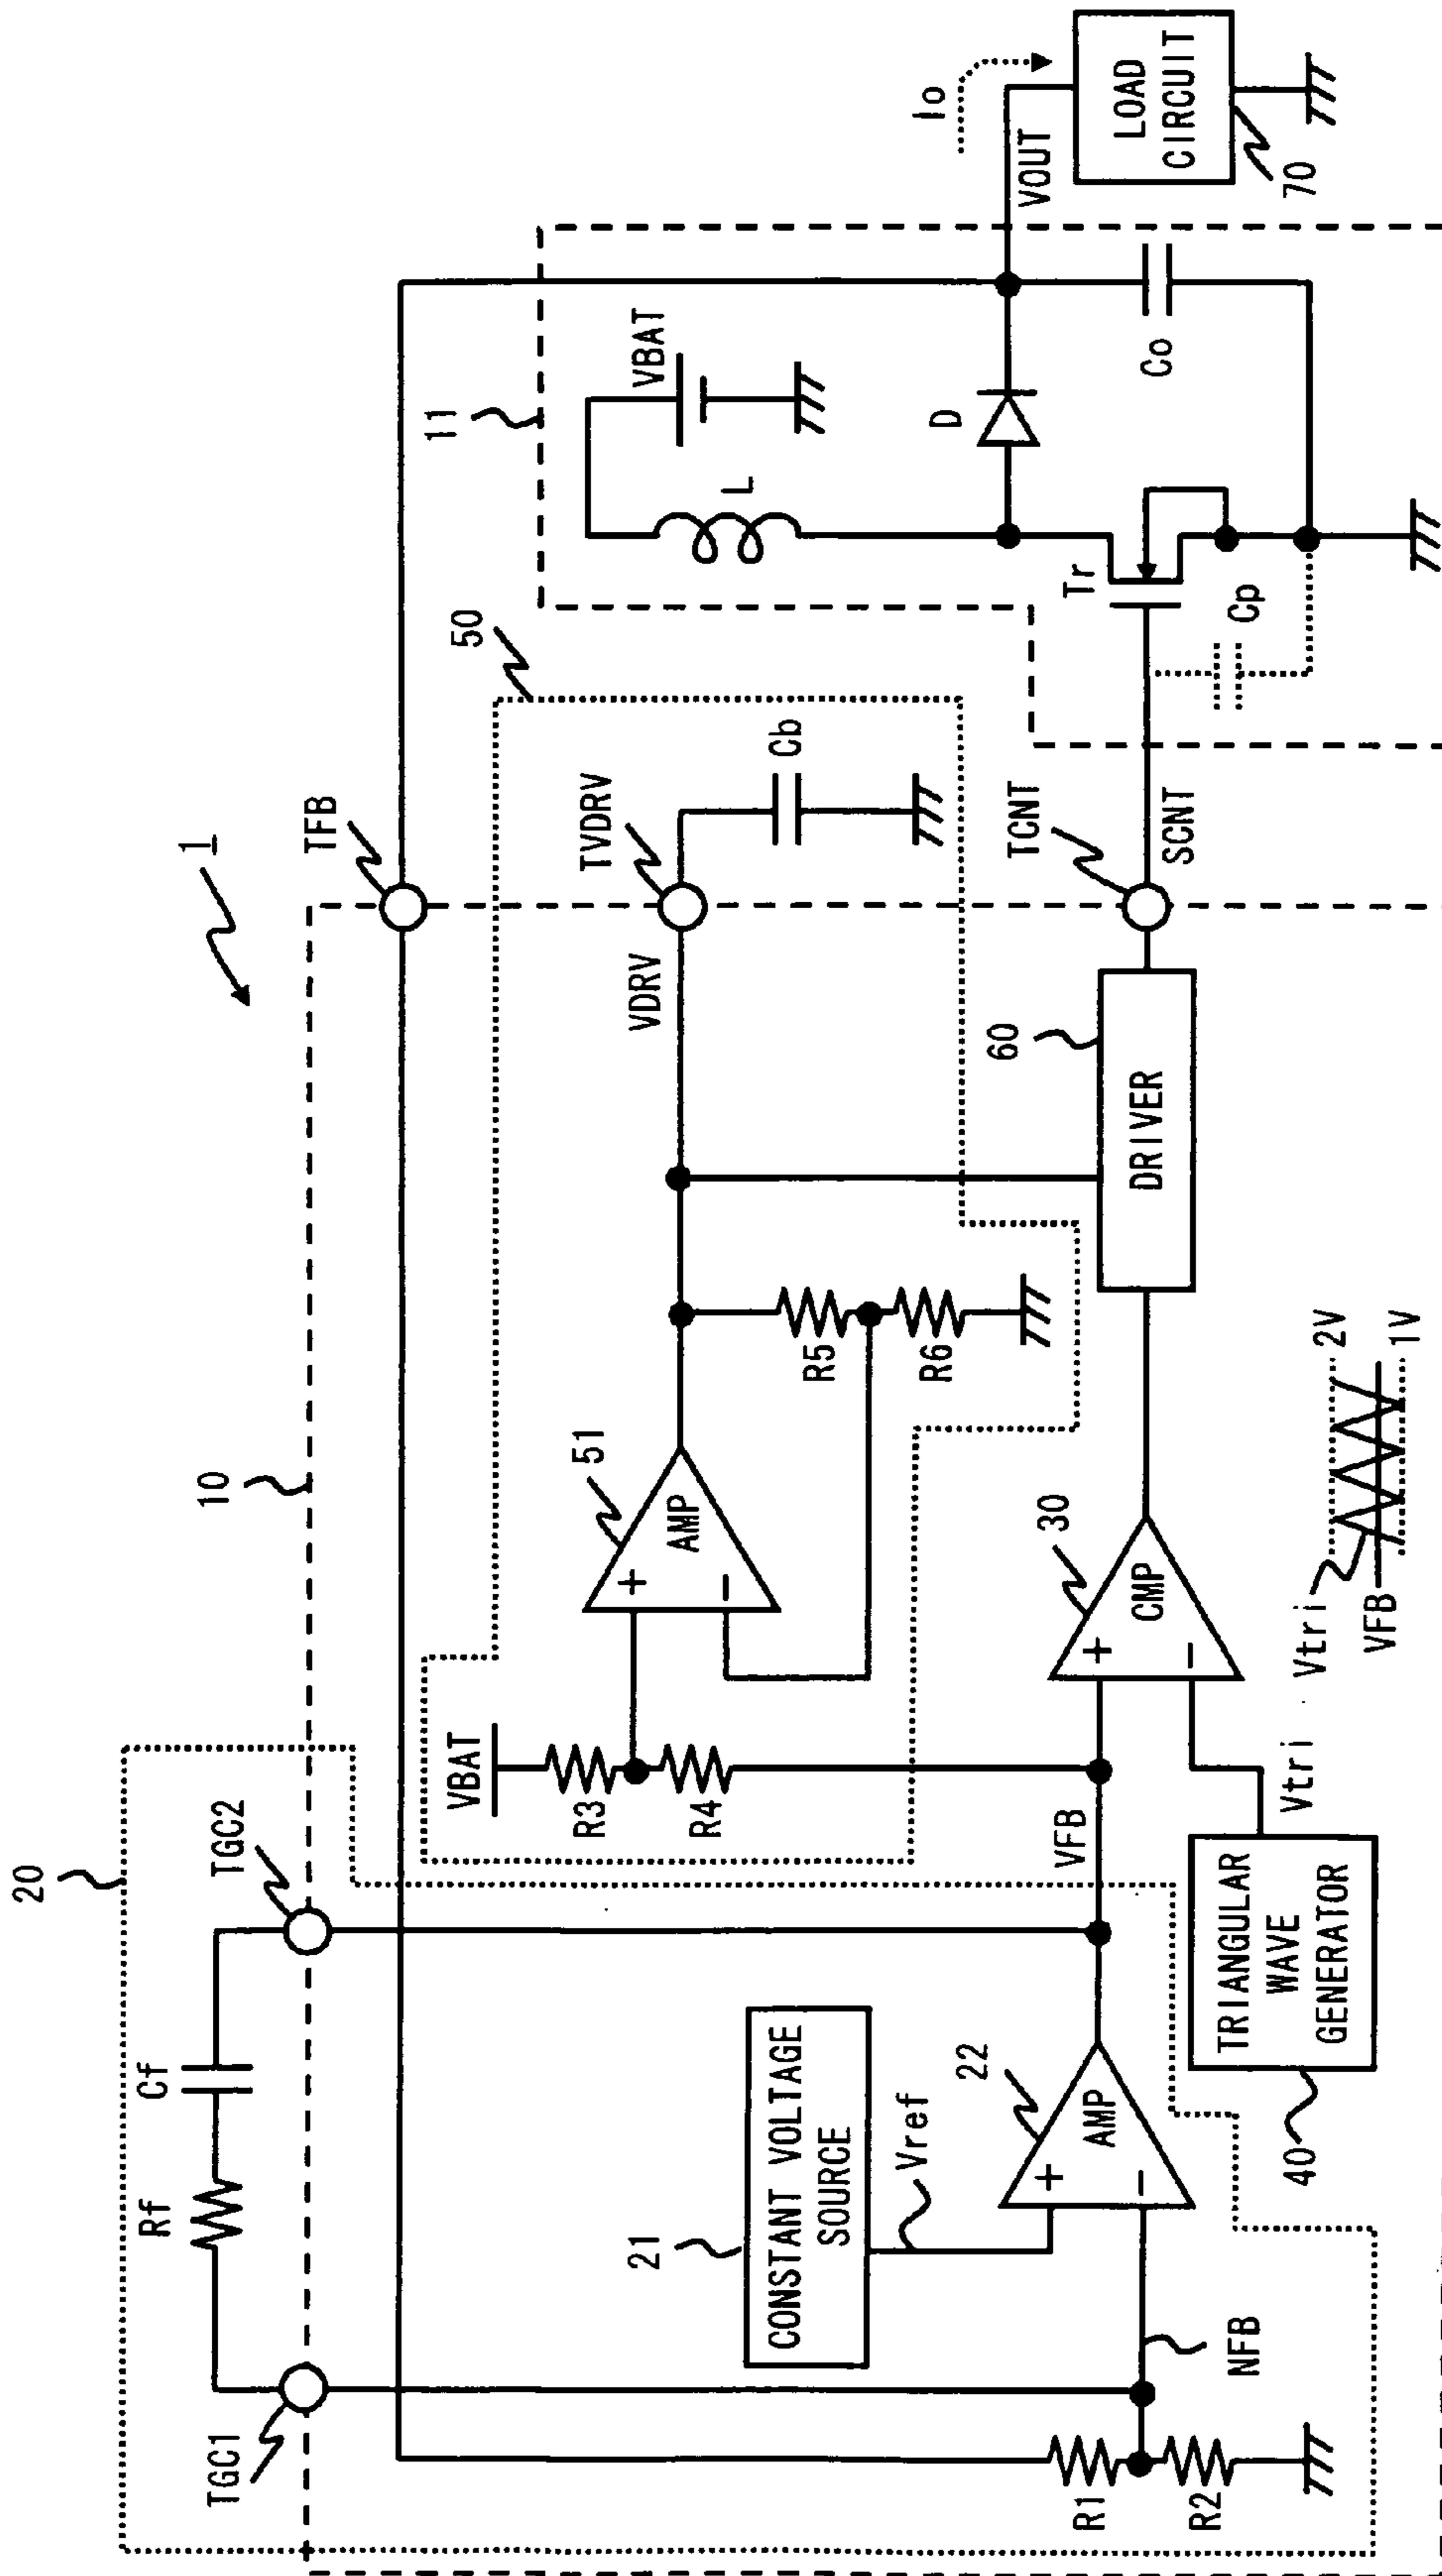 1
20
10
50
11
TGC1
Rf
Cf
TGC2
TFB
21
CONSTANT VOLTAGE
SOURCE
Vref
22
AMP
+
-
NFB
R1
R2
VFB
VBAT
R3
R4
51
AMP
+
-
R5
R6
VDRV
TVDRV
Cb
30
CMP
+
-
60
DRIVER
TCNT
SCNT
40
TRIANGULAR
WAVE
GENERATOR
Vtri
Vtri
VFB
2V
1V
VBAT
L
D
Tr
Cp
Co
VOUT
Io
LOAD
CIRCUIT
70